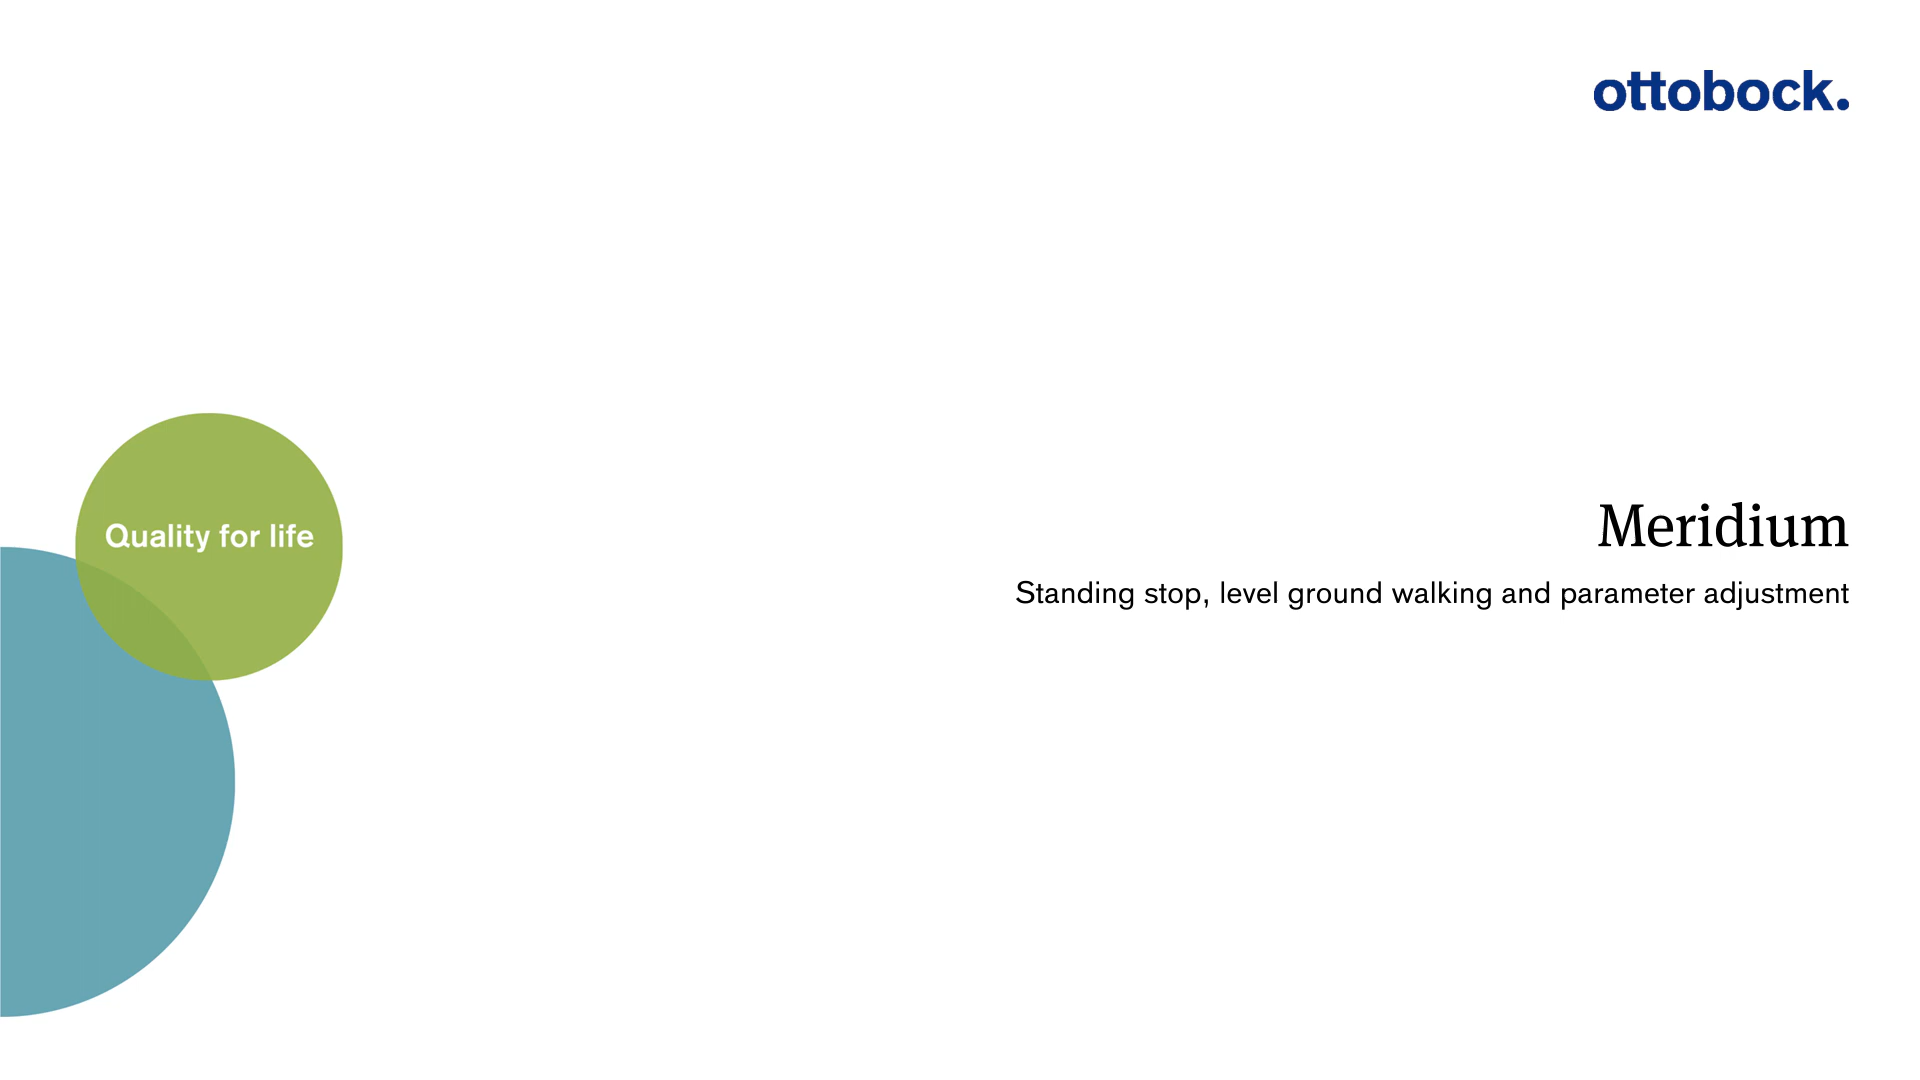 ottobock.
Quality for life
Meridium
Standing stop, level ground walking and parameter adjustment